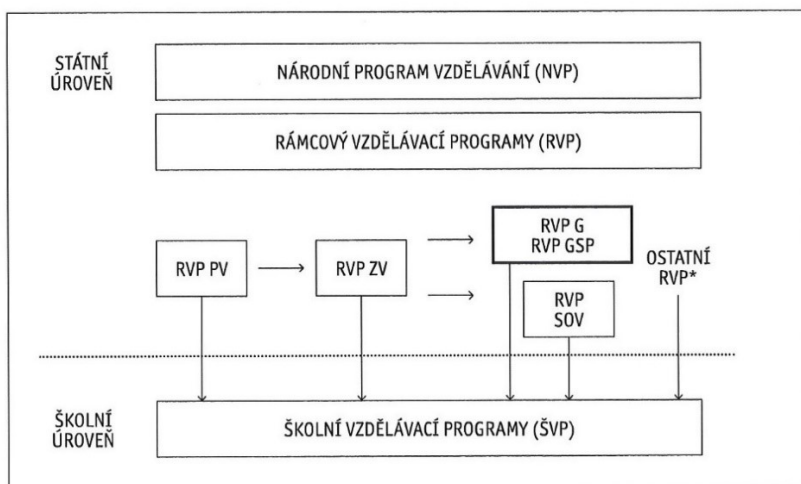 STÁTNÍ
ÚROVEŇ
NÁRODNÍ PROGRAM VZDĚLÁVÁNÍ (NVP)
RÁMCOVÝ VZDĚLÁVACÍ PROGRAMY (RVP)
RVP PV
RVP ZV
RVP G
RVP GSP
RVP
SOV
OSTATNÍ
RVP*
ŠKOLNÍ
ÚROVEŇ
ŠKOLNÍ VZDĚLÁVACÍ PROGRAMY (ŠVP)